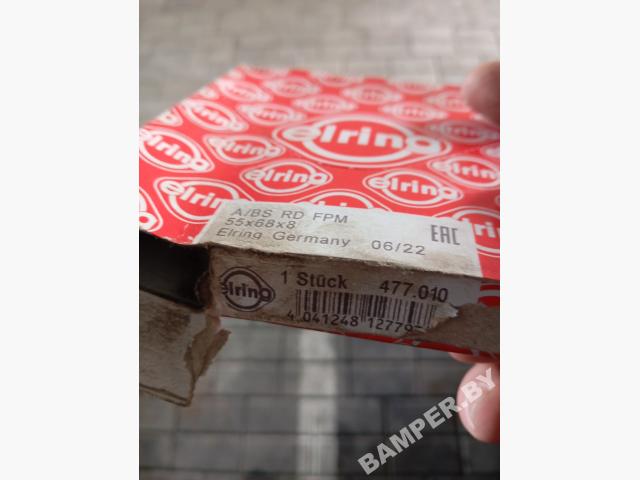 elring
A/BS RD FPM
55x68x8
Elring Germany 06/22
EAC
elring
1 Stück 477.010
4 041248
BAMPER.BY